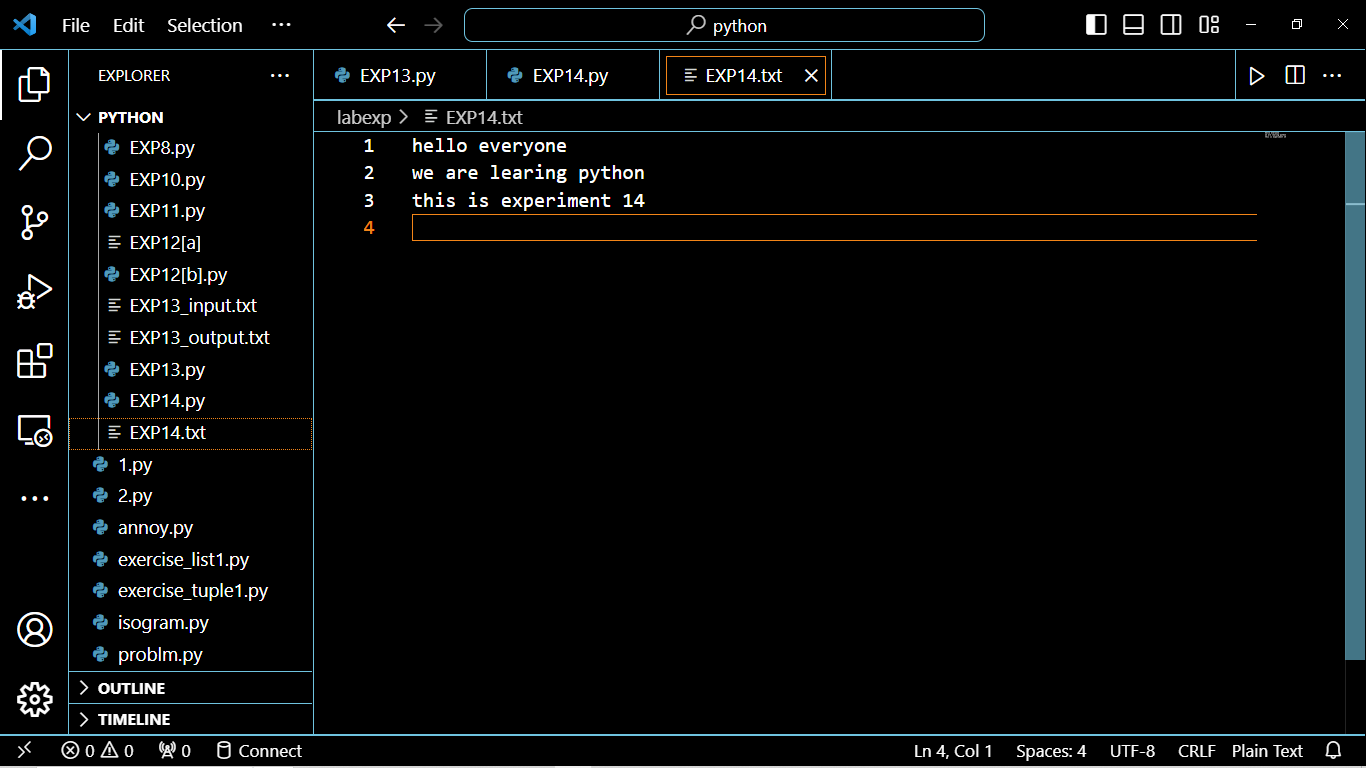 File Edit Selection ···
python
EXPLORER ···
PYTHON
EXP8.py
EXP10.py
EXP11.py
EXP12[a]
EXP12[b].py
EXP13_input.txt
EXP13_output.txt
EXP13.py
EXP14.py
EXP14.txt
1.py
2.py
annoy.py
exercise_list1.py
exercise_tuple1.py
isogram.py
problm.py
OUTLINE
TIMELINE
EXP13.py EXP14.py EXP14.txt
labexp > EXP14.txt
1 hello everyone
2 we are learing python
3 this is experiment 14
4
0 0 0 Connect Ln 4, Col 1 Spaces: 4 UTF-8 CRLF Plain Text